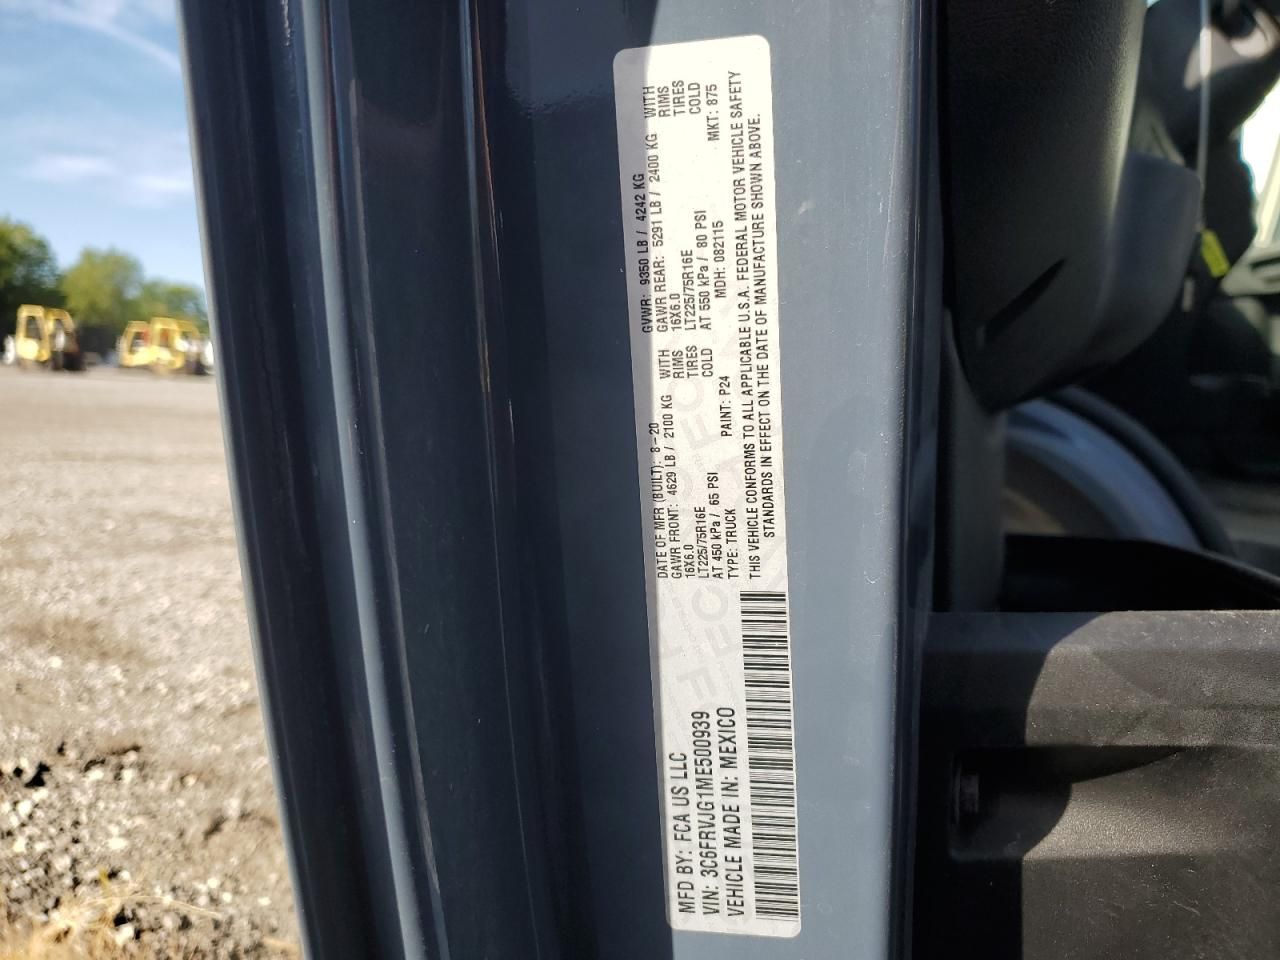 MFD BY: FCA US LLC
VIN: 3C6FRVJG1ME500939
VEHICLE MADE IN: MEXICO
DATE OF MFR (BUILT): 8-20 GVWR: 9350 LB / 4242 KG
GAWR FRONT: 4629 LB / 2100 KG WITH GAWR REAR: 5291 LB / 2400 KG WITH
16X6.0 RIMS 16X6.0 RIMS
LT225/75R16E TIRES LT225/75R16E TIRES
AT 450 kPa / 65 PSI COLD AT 550 kPa / 80 PSI COLD
TYPE: TRUCK PAINT: P24 MDH: 082115 MKT: 875
THIS VEHICLE CONFORMS TO ALL APPLICABLE U.S.A. FEDERAL MOTOR VEHICLE SAFETY
STANDARDS IN EFFECT ON THE DATE OF MANUFACTURE SHOWN ABOVE.